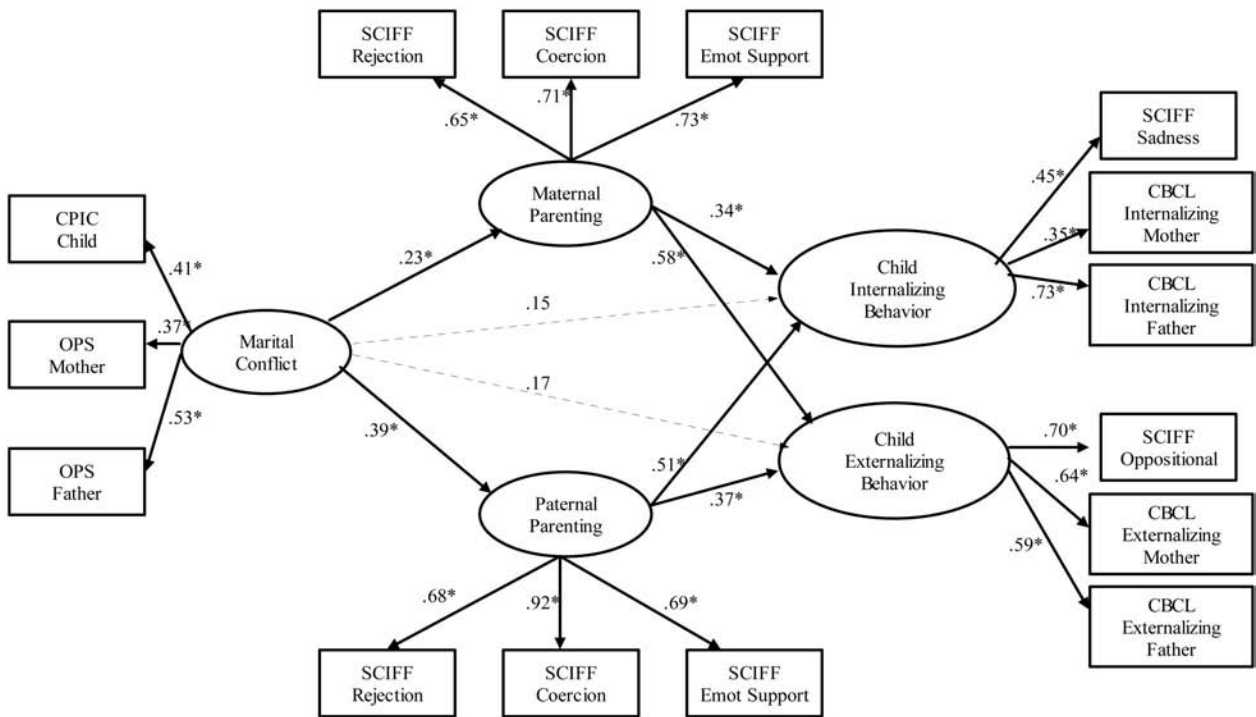 SCIFF
Rejection
SCIFF
Coercion
SCIFF
Emot Support
.65*
.71*
.73*
SCIFF
Sadness
Maternal
Parenting
.45*
CPIC
Child
CBCL
Internalizing
Mother
.34*
.35*
.41*
.23*
.58*
Child
Internalizing
Behavior
CBCL
Internalizing
Father
.73*
.15
.37*
OPS
Mother
Marital
Conflict
.17
.53*
.39*
Child
Externalizing
Behavior
.70*
SCIFF
Oppositional
OPS
Father
.51*
.37*
.64*
Paternal
Parenting
CBCL
Externalizing
Mother
.59*
.68*
.92*
.69*
CBCL
Externalizing
Father
SCIFF
Rejection
SCIFF
Coercion
SCIFF
Emot Support